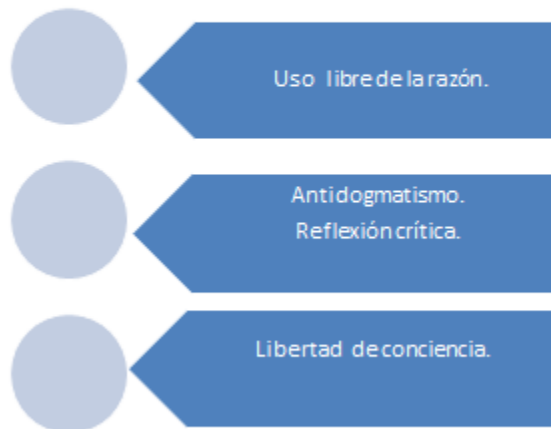 Uso libre de la razón.
Antidogmatismo.
Reflexión crítica.
Libertad de conciencia.